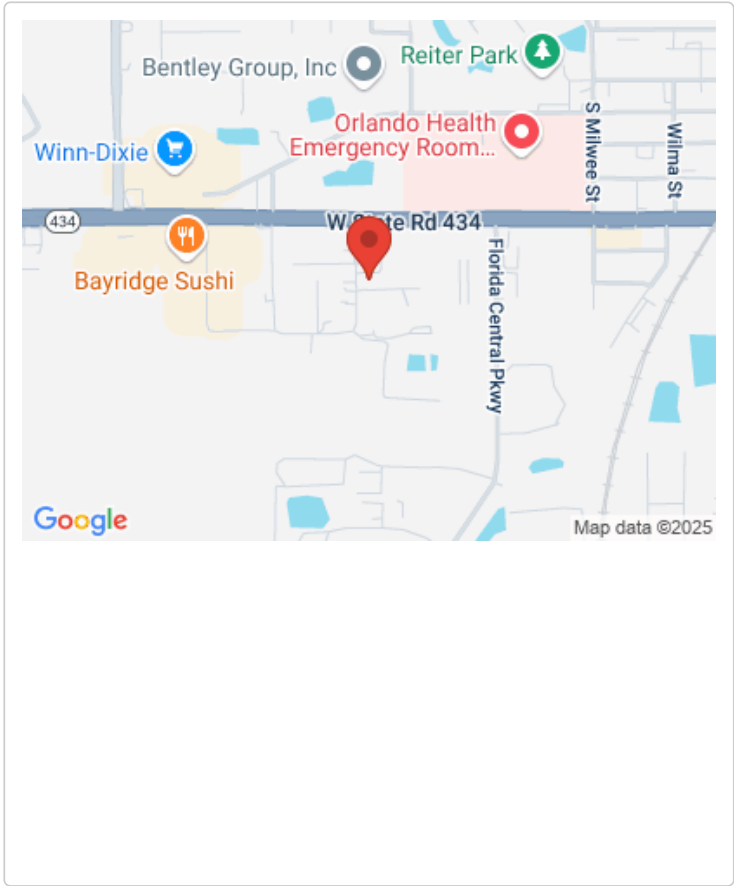 Reiter Park
Bentley Group, Inc
Orlando Health
Emergency Room...
S Milwee St
Wilma St
Winn-Dixie
434
W State Rd 434
Bayridge Sushi
Florida Central Pkwy
Google
Map data ©2025